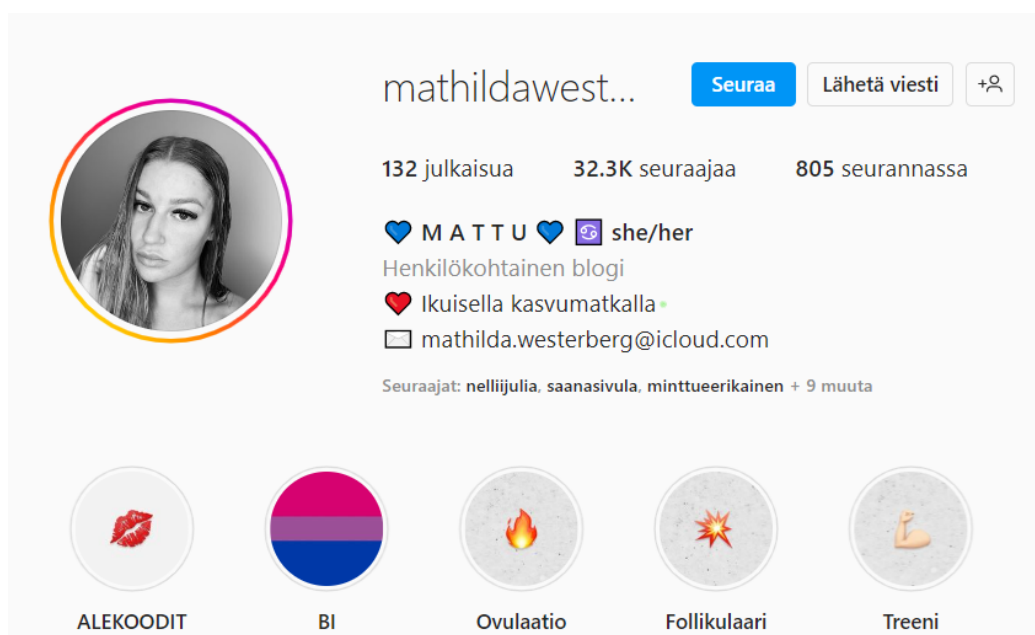 mathildawest...
Seuraa
Lähetä viesti
132 julkaisua 32.3K seuraajaa 805 seurannassa
💙 M A T T U 💙 ♋ she/her
Henkilökohtainen blogi
❤️ Ikuisella kasvumatkalla
✉️ mathilda.westerberg@icloud.com
Seuraajat: nelliijulia, saanasivula, minttueerikainen + 9 muuta
ALEKOODIT
BI
Ovulaatio
Follikulaari
Treeni